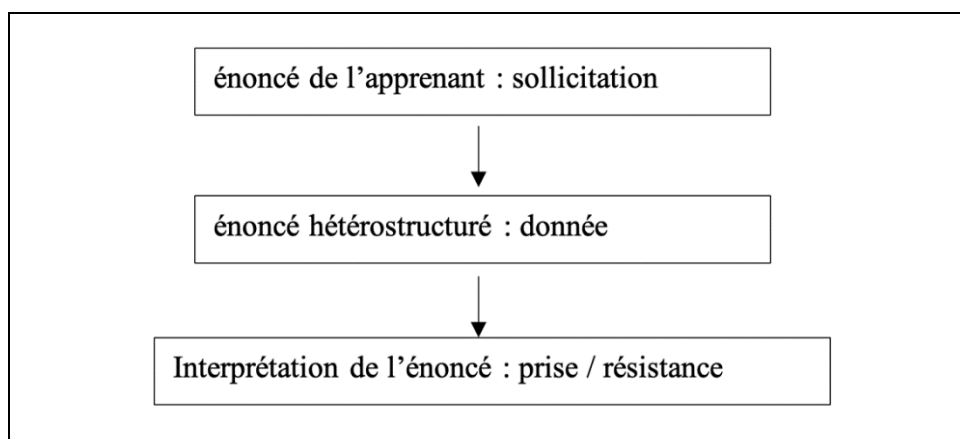 énoncé de l’apprenant : sollicitation
énoncé hétérostructuré : donnée
Interprétation de l’énoncé : prise / résistance